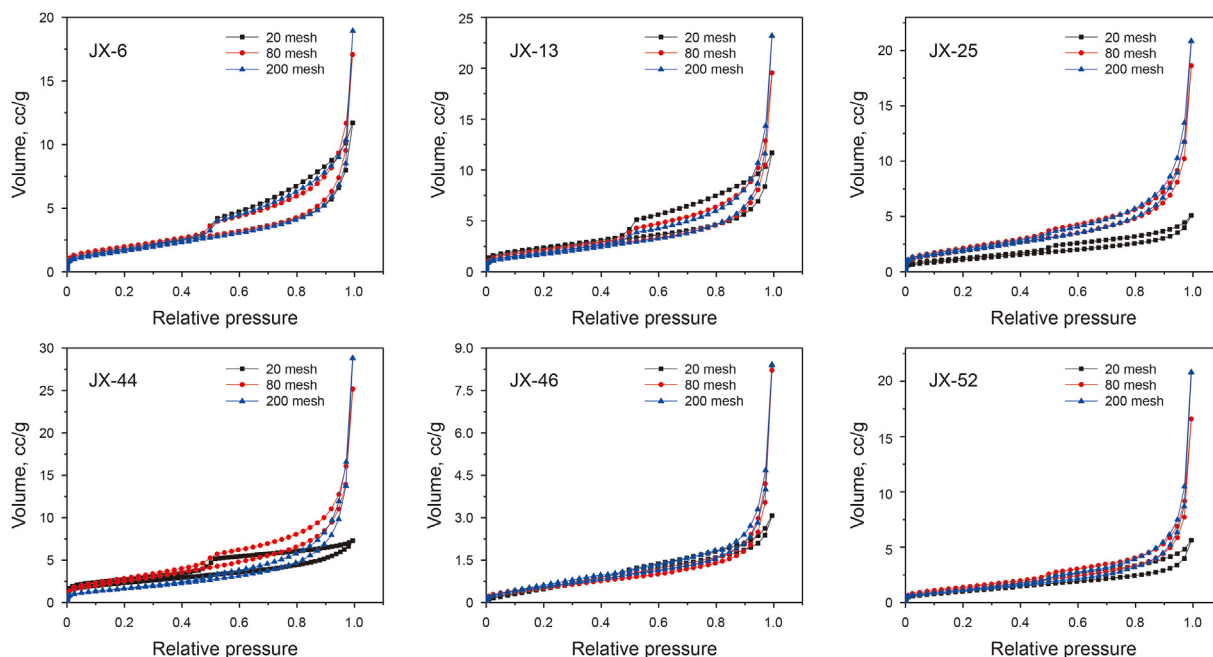 JX-6
20 mesh
80 mesh
200 mesh
Volume, cc/g
20
15
10
5
0
0 0.2 0.4 0.6 0.8 1.0
Relative pressure
JX-13
20 mesh
80 mesh
200 mesh
Volume, cc/g
25
20
15
10
5
0
0 0.2 0.4 0.6 0.8 1.0
Relative pressure
JX-25
20 mesh
80 mesh
200 mesh
Volume, cc/g
20
15
10
5
0
0 0.2 0.4 0.6 0.8 1.0
Relative pressure
JX-44
20 mesh
80 mesh
200 mesh
Volume, cc/g
30
25
20
15
10
5
0
0 0.2 0.4 0.6 0.8 1.0
Relative pressure
JX-46
20 mesh
80 mesh
200 mesh
Volume, cc/g
9.0
7.5
6.0
4.5
3.0
1.5
0
0 0.2 0.4 0.6 0.8 1.0
Relative pressure
JX-52
20 mesh
80 mesh
200 mesh
Volume, cc/g
20
15
10
5
0
0 0.2 0.4 0.6 0.8 1.0
Relative pressure